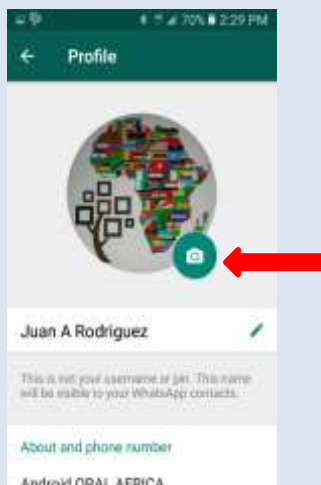 70% 2:29 PM
Profile
Juan A Rodriguez
This is not your username or pin. This name
will be visible to your WhatsApp contacts.
About and phone number
Android ORAL AFRICA